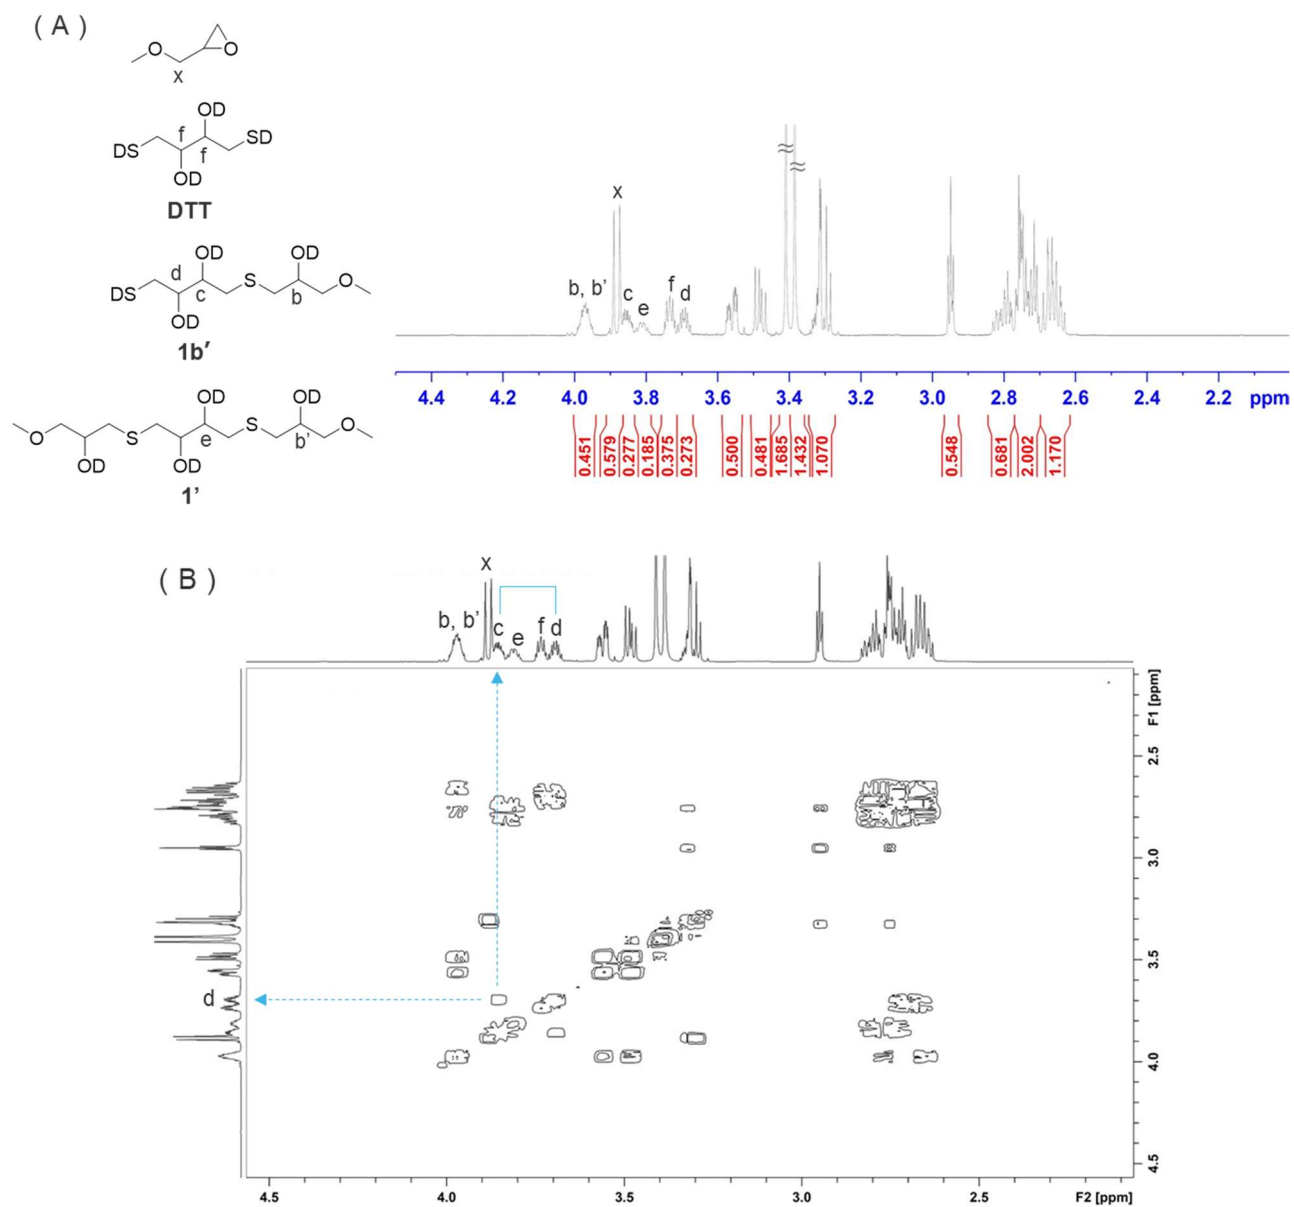 ( A )
O
O
x
OD
f
SD
DS
f
OD
DTT
OD
OD
d
S
O
DS
c
b
OD
1b′
OD
OD
O
S
S
O
e
b'
OD
OD
1’
x
b, b’
c
e
f
d
4.4 4.2 4.0 3.8 3.6 3.4 3.2 3.0 2.8 2.6 2.4 2.2 ppm
0.451
0.579
0.277
0.185
0.375
0.273
0.500
0.481
1.685
1.432
1.070
0.548
0.681
2.002
1.170
( B )
x
b, b’
c
e
f
d
F1 [ppm]
2.5
3.0
3.5
4.0
4.5
d
4.5 4.0 3.5 3.0 2.5 F2 [ppm]